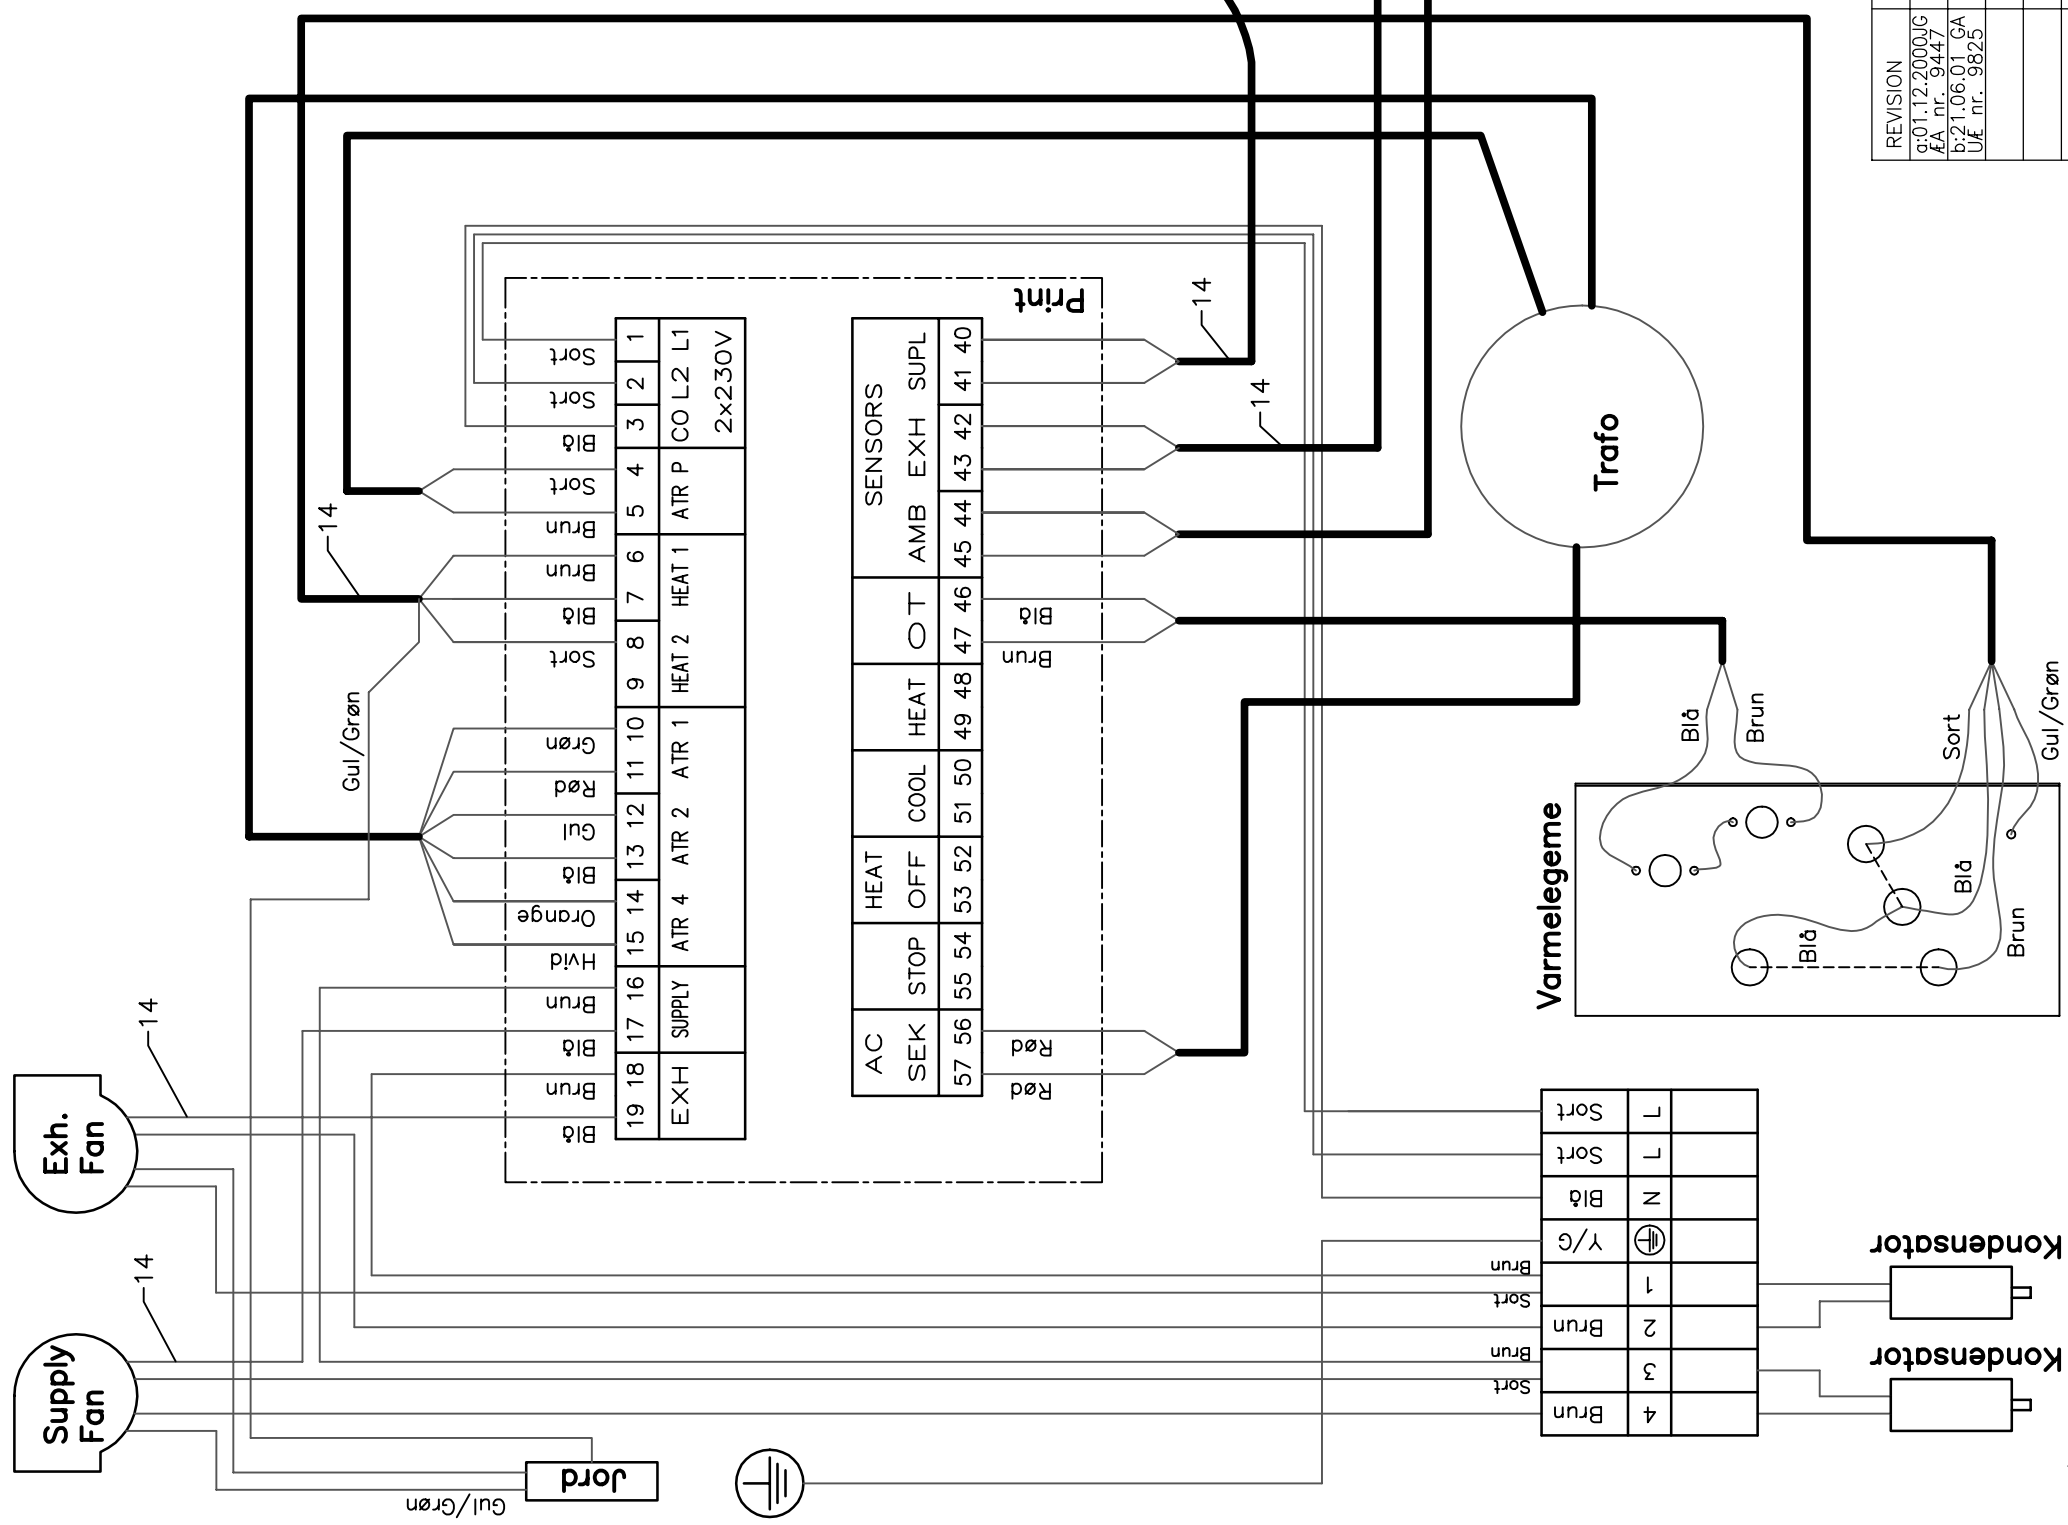 REVISION
a:01.12.2000JG
ÆA nr. 9447
b:21.06.01 GA
UÆ nr. 9825
Print
Sort
Sort
Blå
Sort
Brun
Brun
Blå
Sort
Grøn
Rød
Gul
Blå
Orange
Hvid
Brun
Blå
Brun
Blå
1
2
3
4
5
6
7
8
9
10
11
12
13
14
15
16
17
18
19
CO L2 L1
2x230V
ATR P
HEAT 1
HEAT 2
ATR 1
ATR 2
ATR 4
SUPPLY
EXH
SENSORS
SUPL
EXH
AMB
O T
HEAT
COOL
HEAT
OFF
STOP
AC
SEK
41 40
43 42
45 44
47 46
49 48
51 50
53 52
55 54
57 56
Blå
Brun
Rød
Rød
14
14
14
14
14
Gul/Grøn
Trafo
Varmelegeme
Blå
Brun
Sort
Gul/Grøn
Blå
Blå
Brun
Exh.
Fan
Supply
Fan
Jord
Gul/Grøn
Sort L
Sort L
Blå N
Y/G
Brun
Sort
1
Brun 2
Brun
Sort
3
Brun 4
Kondensator
Kondensator